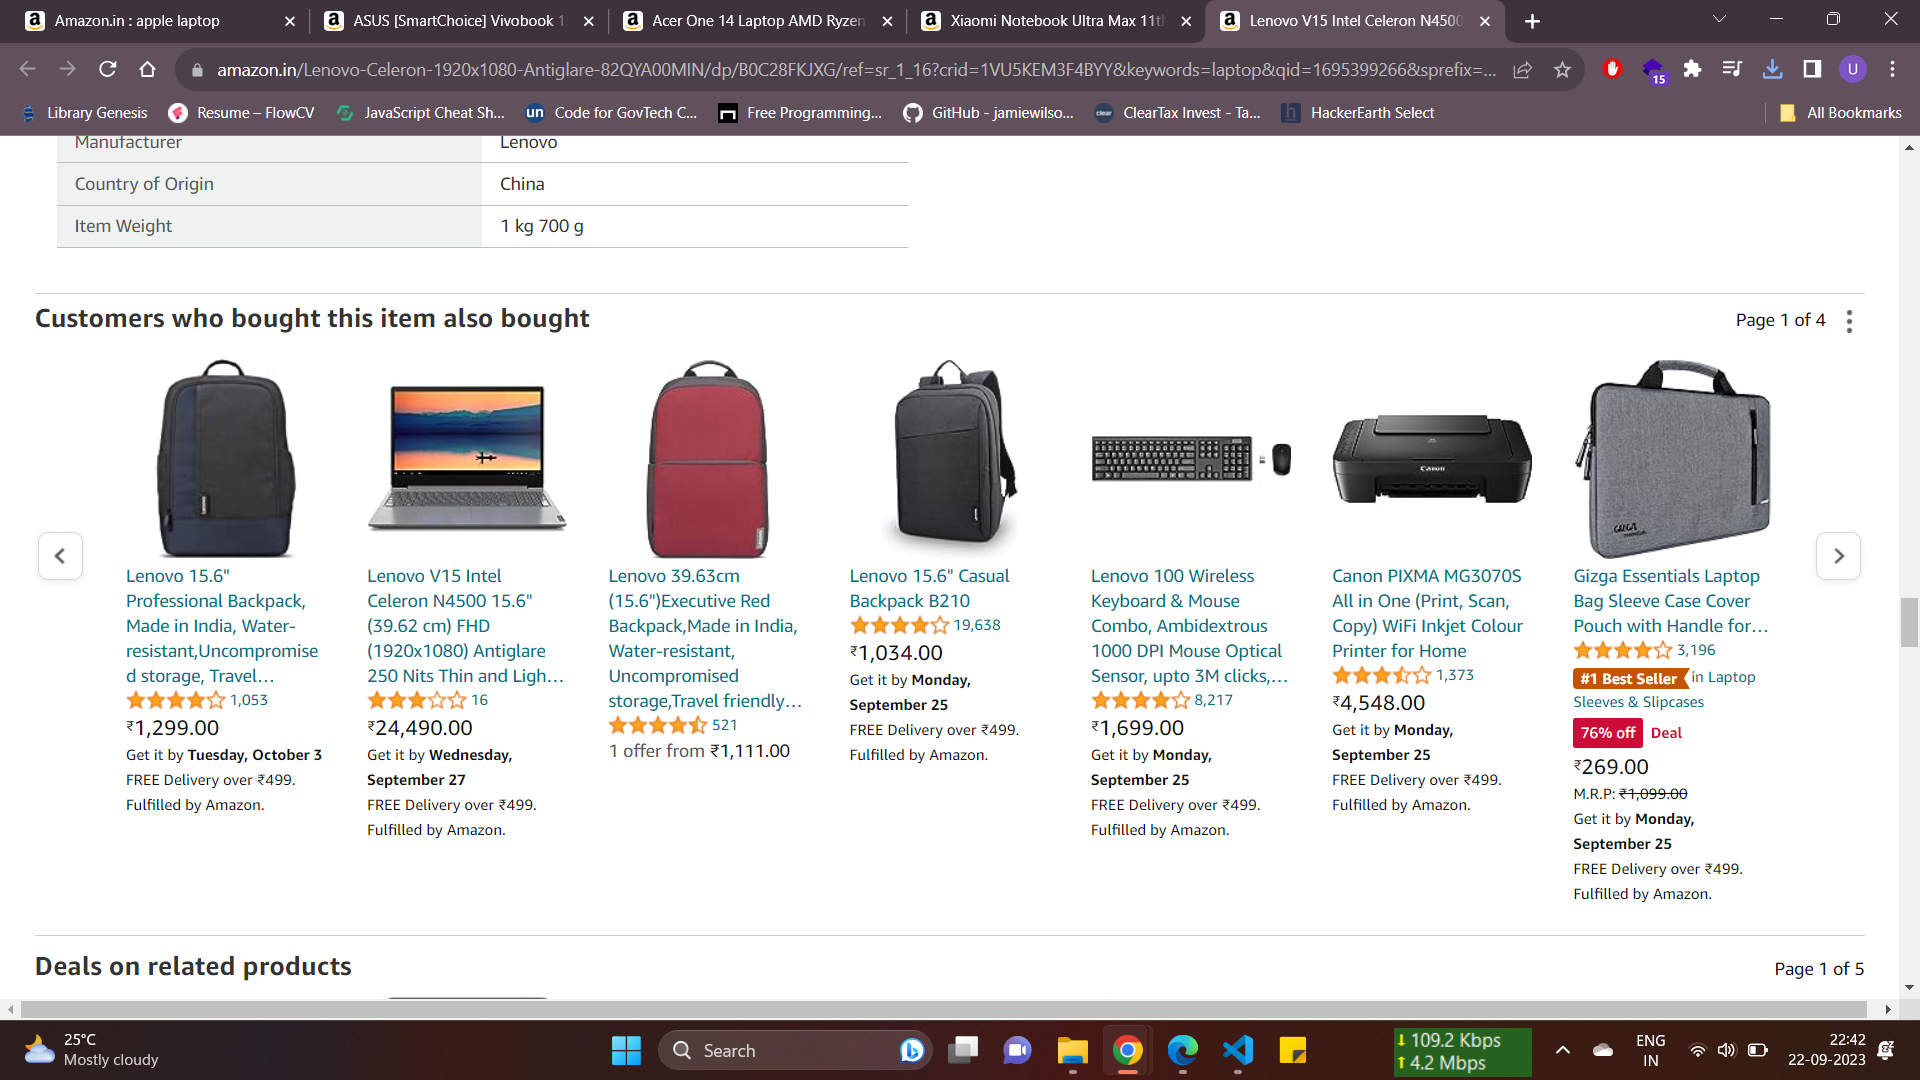 Amazon.in : apple laptop
ASUS [SmartChoice] Vivobook 1
Acer One 14 Laptop AMD Ryzen
Xiaomi Notebook Ultra Max 11th
Lenovo V15 Intel Celeron N4500
amazon.in/Lenovo-Celeron-1920x1080-Antiglare-82QYA00MIN/dp/B0C28FKJXG/ref=sr_1_16?crid=1VU5KEM3F4BYY&keywords=laptop&qid=1695399266&sprefix=...
15
U
Library Genesis
Resume – FlowCV
JavaScript Cheat Sh...
un
Code for GovTech C...
Free Programming...
GitHub - jamiewilso...
clear
ClearTax Invest - Ta...
h
HackerEarth Select
All Bookmarks
Manufacturer
Lenovo
Country of Origin
China
Item Weight
1 kg 700 g
Customers who bought this item also bought
Page 1 of 4
Canon
GIZGA
Lenovo 15.6"
Professional Backpack,
Made in India, Water-
resistant,Uncompromise
d storage, Travel...
1,053
₹1,299.00
Get it by Tuesday, October 3
FREE Delivery over ₹499.
Fulfilled by Amazon.
Lenovo V15 Intel
Celeron N4500 15.6"
(39.62 cm) FHD
(1920x1080) Antiglare
250 Nits Thin and Ligh...
16
₹24,490.00
Get it by Wednesday,
September 27
FREE Delivery over ₹499.
Fulfilled by Amazon.
Lenovo 39.63cm
(15.6")Executive Red
Backpack,Made in India,
Water-resistant,
Uncompromised
storage,Travel friendly...
521
1 offer from ₹1,111.00
Lenovo 15.6" Casual
Backpack B210
19,638
₹1,034.00
Get it by Monday,
September 25
FREE Delivery over ₹499.
Fulfilled by Amazon.
Lenovo 100 Wireless
Keyboard & Mouse
Combo, Ambidextrous
1000 DPI Mouse Optical
Sensor, upto 3M clicks,...
8,217
₹1,699.00
Get it by Monday,
September 25
FREE Delivery over ₹499.
Fulfilled by Amazon.
Canon PIXMA MG3070S
All in One (Print, Scan,
Copy) WiFi Inkjet Colour
Printer for Home
1,373
₹4,548.00
Get it by Monday,
September 25
FREE Delivery over ₹499.
Fulfilled by Amazon.
Gizga Essentials Laptop
Bag Sleeve Case Cover
Pouch with Handle for...
3,196
#1 Best Seller in Laptop
Sleeves & Slipcases
76% off Deal
₹269.00
M.R.P: ₹1,099.00
Get it by Monday,
September 25
FREE Delivery over ₹499.
Fulfilled by Amazon.
Deals on related products
Page 1 of 5
25°C
Mostly cloudy
Search
109.2 Kbps
4.2 Mbps
ENG
IN
22:42
22-09-2023